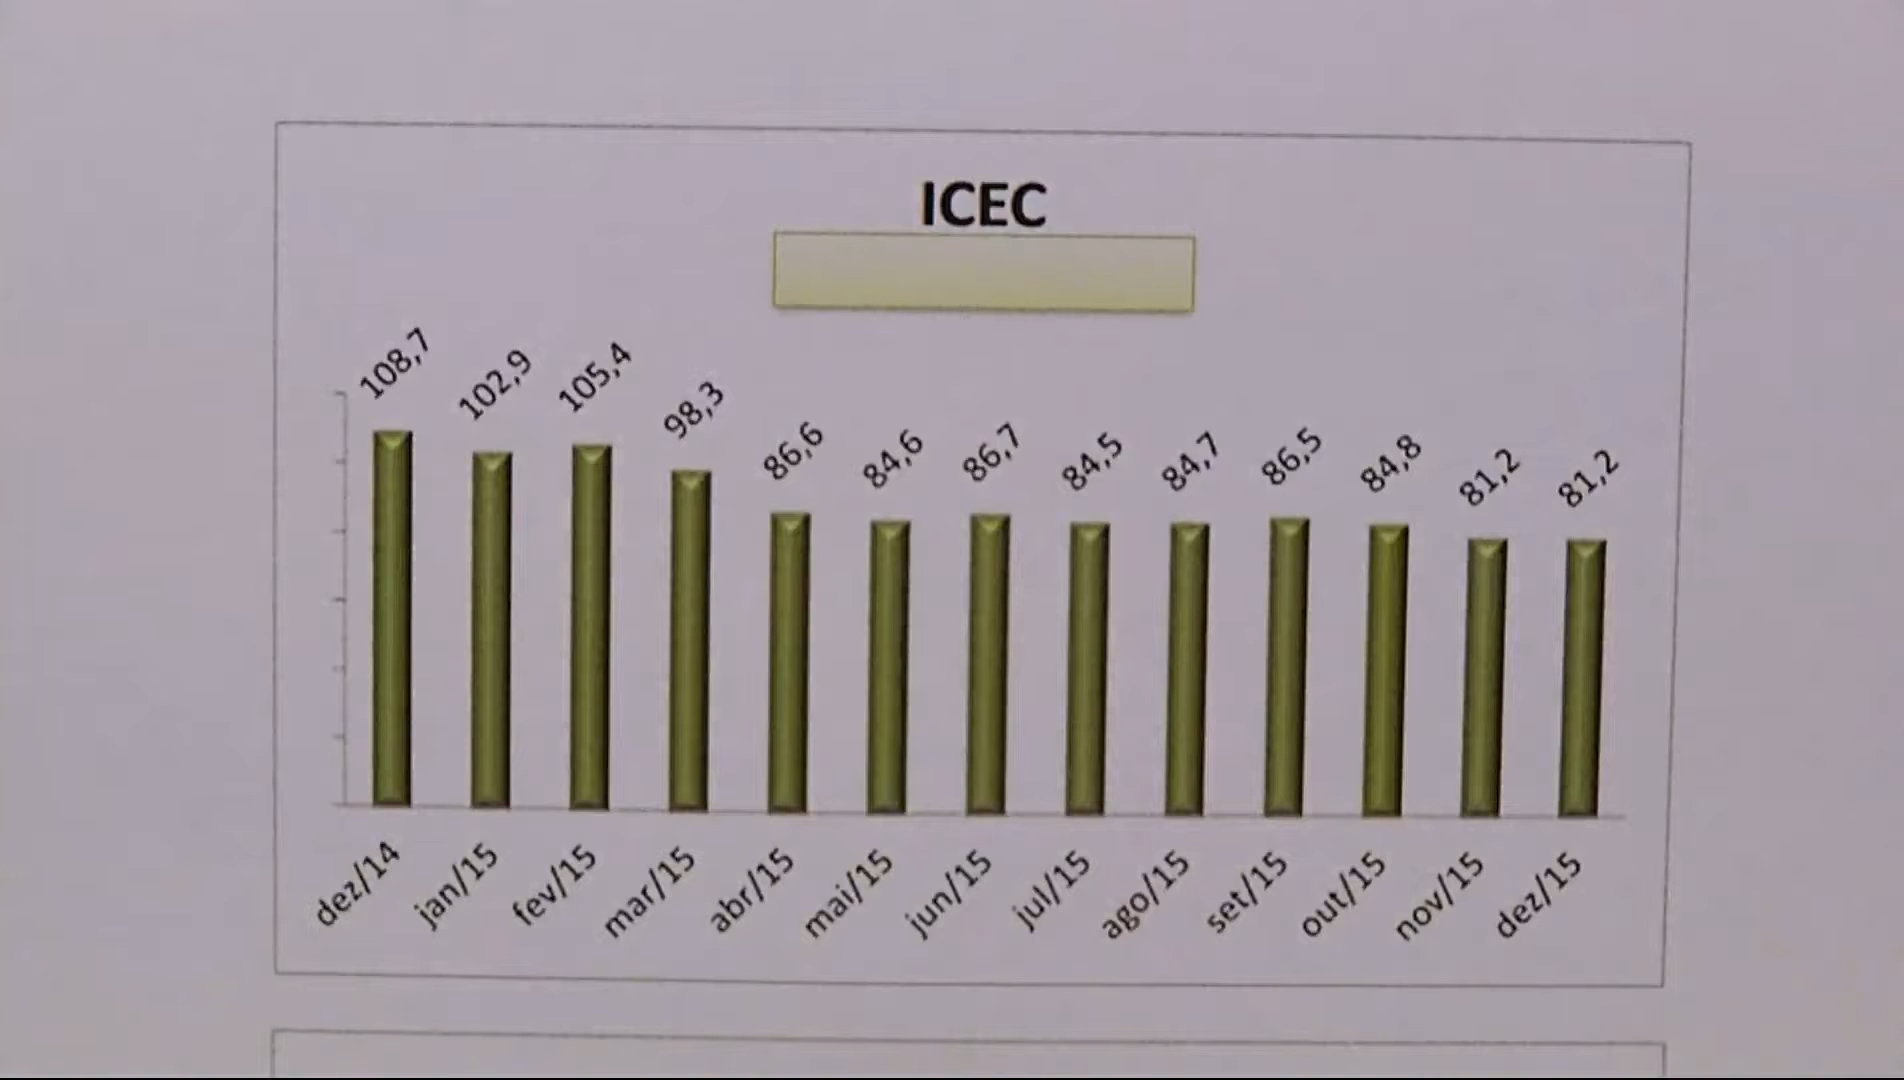 ICEC
108,7
102,9
105,4
98,3
86,6
84,6
86,7
84,5
84,7
86,5
84,8
81,2
81,2
dez/14
jan/15
fev/15
mar/15
abr/15
mai/15
jun/15
jul/15
ago/15
set/15
out/15
nov/15
dez/15